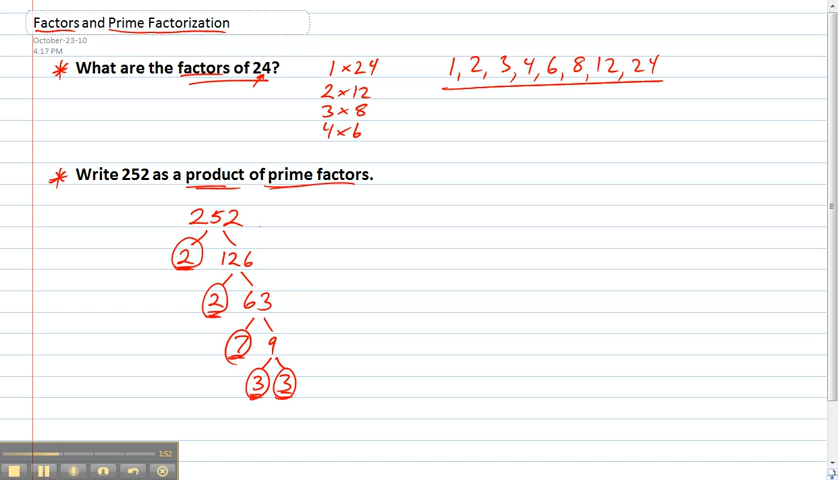 Factors and Prime Factorization
October-23-10
4:17 PM
* What are the factors of 24?
1 × 24
2 × 12
3 × 8
4 × 6
1, 2, 3, 4, 6, 8, 12, 24
* Write 252 as a product of prime factors.
252
2 126
2 63
7 9
3 3
1:52